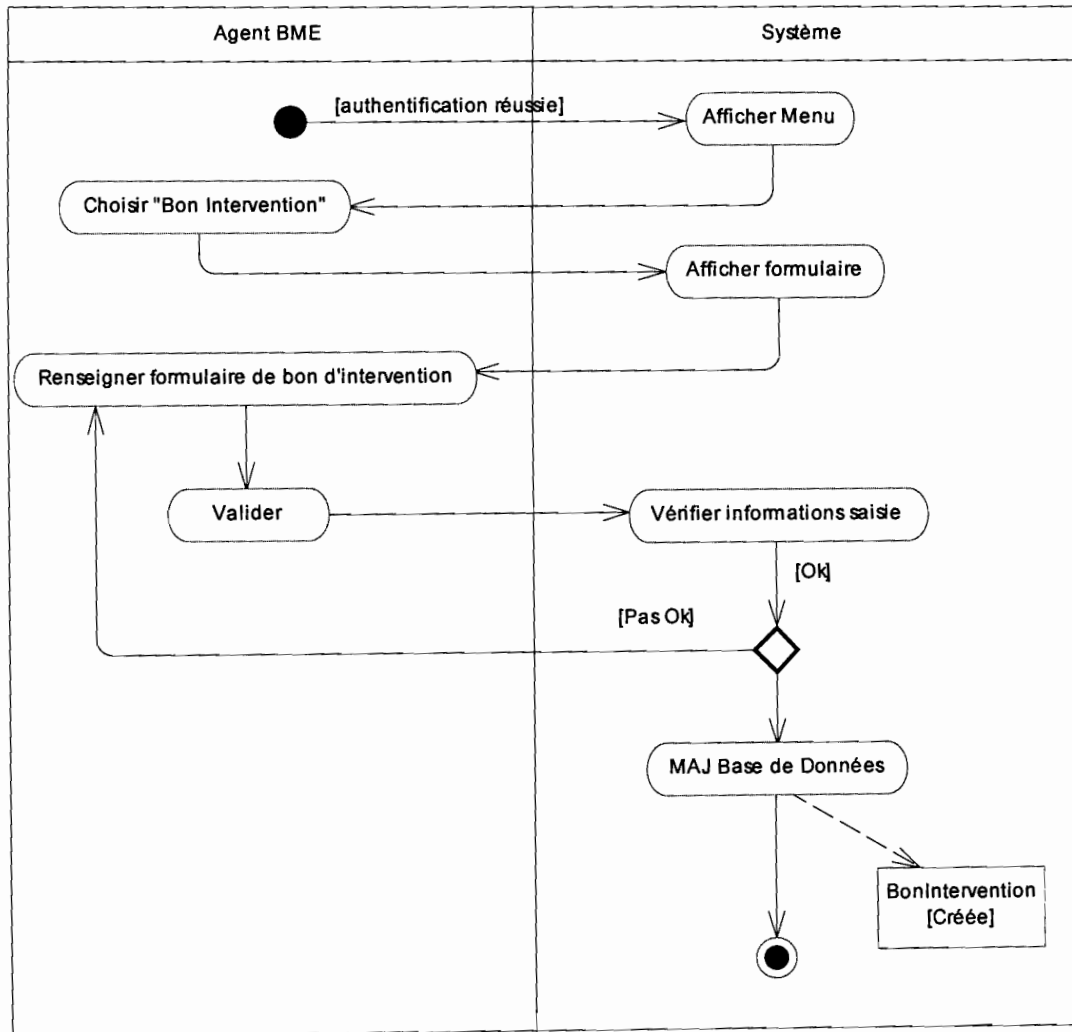 Agent BME
Système
[authentification réussie]
Afficher Menu
Choisir "Bon Intervention"
Afficher formulaire
Renseigner formulaire de bon d'intervention
Valider
Vérifier informations saisie
[Ok]
[Pas Ok]
MAJ Base de Données
BonIntervention
[Créée]